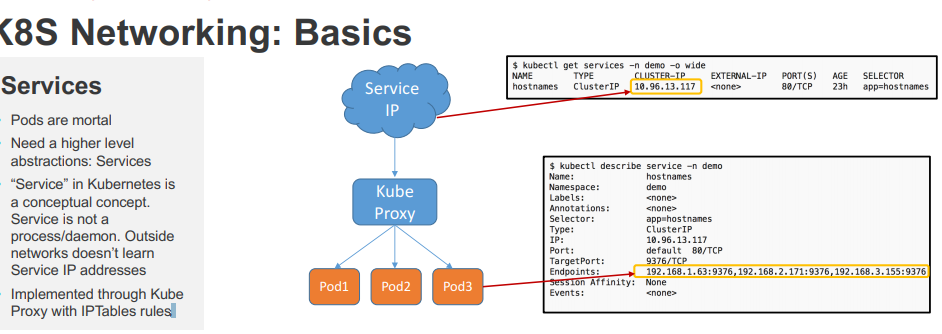 K8S Networking: Basics
Services
Pods are mortal
Need a higher level
abstractions: Services
“Service” in Kubernetes is
a conceptual concept.
Service is not a
process/daemon. Outside
networks doesn’t learn
Service IP addresses
Implemented through Kube
Proxy with IPTables rules
Service
IP
Kube
Proxy
Pod1 Pod2 Pod3
$ kubectl get services -n demo -o wide
NAME TYPE CLUSTER-IP EXTERNAL-IP PORT(S) AGE SELECTOR
hostnames ClusterIP 10.96.13.117 <none> 80/TCP 23h app=hostnames
$ kubectl describe service -n demo
Name: hostnames
Namespace: demo
Labels: <none>
Annotations: <none>
Selector: app=hostnames
Type: ClusterIP
IP: 10.96.13.117
Port: default 80/TCP
TargetPort: 9376/TCP
Endpoints: 192.168.1.63:9376,192.168.2.171:9376,192.168.3.155:9376
Session Affinity: None
Events: <none>